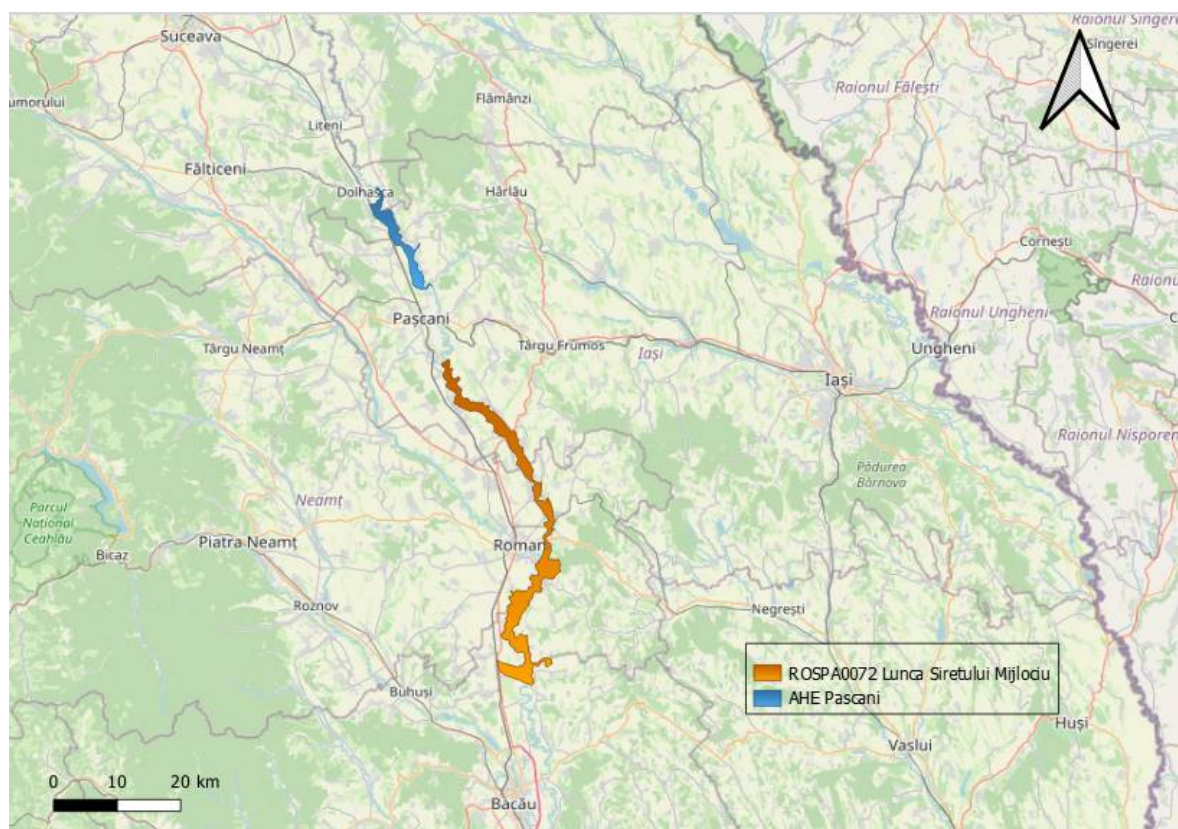 Suceava
Raionul Sîngerei
Sîngerei
Raionul Fălești
Flămânzi
Liteni
Fălticeni
Dolhasca
Hârlău
Cornești
Raionul Ungheni
Pașcani
Târgu Neamț
Târgu Frumos
Iași
Ungheni
Iași
Raionul Nisporen
Pădurea
Bârnova
Neamț
Parcul
Național
Ceahlău
Bicaz
Piatra Neamț
Roman
Roznov
Negrești
ROSPA0072 Lunca Siretului Mijlociu
AHE Pascani
Buhuși
Huși
Vaslui
0 10 20 km
Bacău